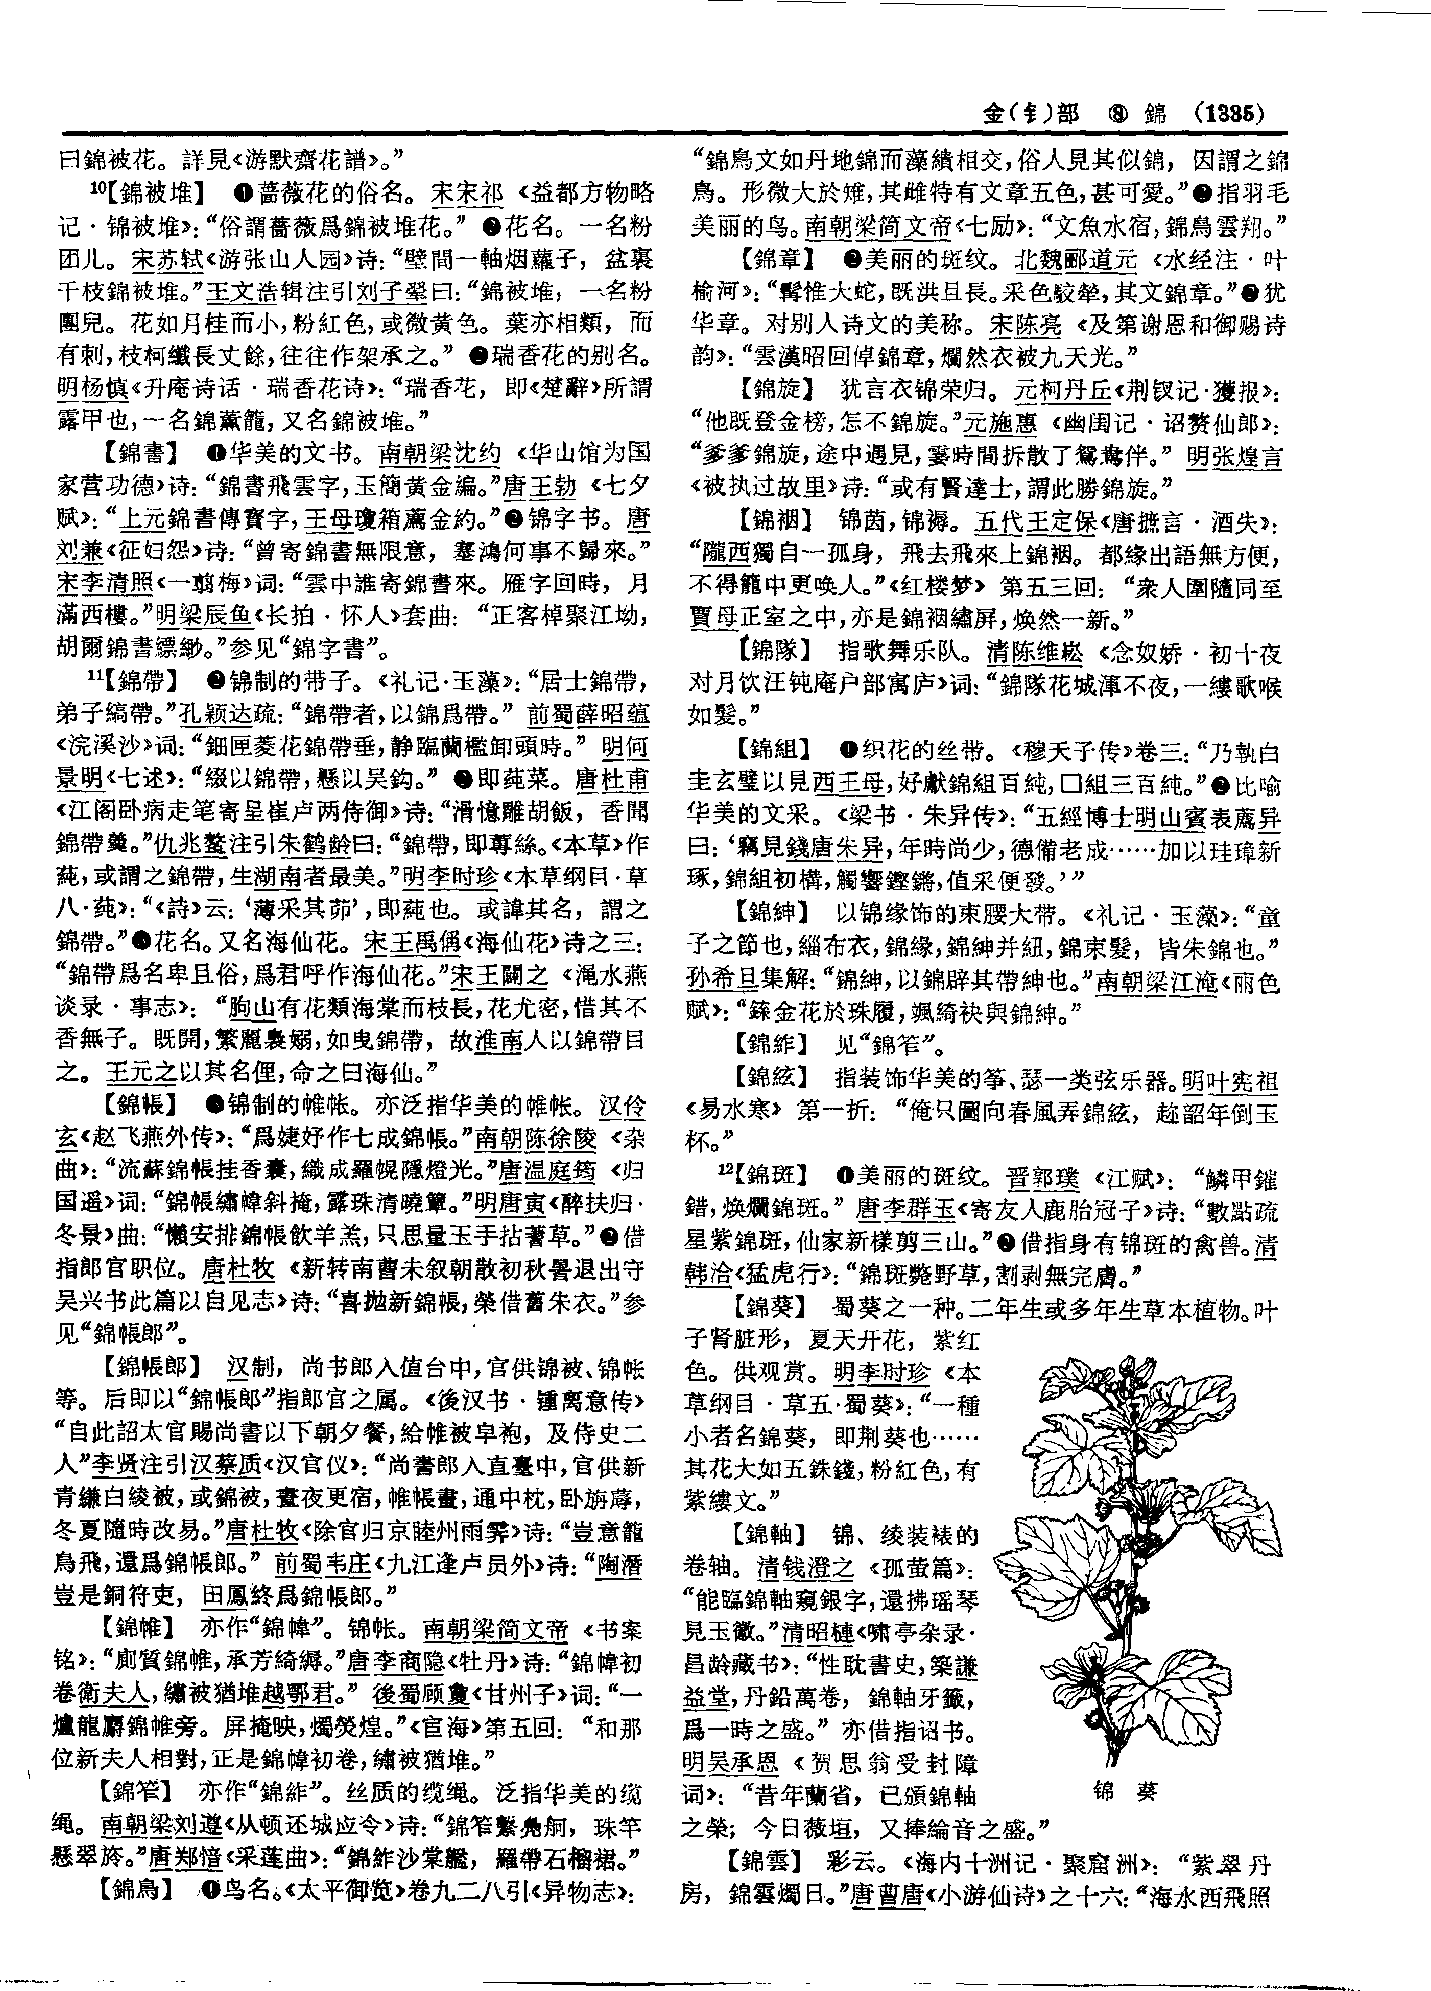 金(钅)部 ⑧ 錦 (1335)
曰錦被花。詳見《游默齋花譜》。”
10【錦被堆】 ❶蔷薇花的俗名。宋宋祁《益都方物略
记·锦被堆》：“俗謂薔薇爲錦被堆花。” ❷花名。一名粉
团儿。宋苏轼《游张山人园》诗：“壁間一軸烟蘿子，盆裏
千枝錦被堆。”王文浩辑注引刘子翚曰：“錦被堆，一名粉
團兒。花如月桂而小，粉紅色，或微黄色。葉亦相類，而
有刺，枝柯纖長丈餘，往往作架承之。” ❸瑞香花的别名。
明杨慎《升庵诗话·瑞香花诗》：“瑞香花，即《楚辭》所謂
露甲也，一名錦薰籠，又名錦被堆。”
【錦書】 ❶华美的文书。南朝梁沈约《华山馆为国
家营功德》诗：“錦書飛雲字，玉簡黄金編。”唐王勃《七夕
赋》：“上元錦書傳寶字，王母瓊箱薦金約。”❷锦字书。唐
刘兼《征妇怨》诗：“曾寄錦書無限意，塞鴻何事不歸來。”
宋李清照《一翦梅》词：“雲中誰寄錦書來。雁字回時，月
滿西樓。”明梁辰鱼《长拍·怀人》套曲：“正客棹聚江坳，
胡爾錦書縹緲。”参见“錦字書”。
11【錦帶】 ❶锦制的带子。《礼记·玉藻》：“居士錦帶，
弟子縞帶。”孔颖达疏：“錦帶者，以錦爲帶。” 前蜀薛昭蕴
《浣溪沙》词：“鈿匣菱花錦帶垂，静臨蘭檻卸頭時。” 明何
景明《七述》：“綴以錦帶，懸以吴鈎。” ❷即莼菜。唐杜甫
《江阁卧病走笔寄呈崔卢两侍御》诗：“滑憶雕胡飯，香聞
錦帶羹。”仇兆鳌注引朱鹤龄曰：“錦帶，即蓴絲。《本草》作
蒓，或謂之錦帶，生湖南者最美。”明李时珍《本草纲目·草
八·莼》：“《詩》云：‘薄采其茆’，即蒓也。或諱其名，謂之
錦帶。”❸花名。又名海仙花。宋王禹偁《海仙花》诗之三：
“錦帶爲名卑且俗，爲君呼作海仙花。”宋王闢之《渑水燕
谈录·事志》：“朐山有花類海棠而枝長，花尤密，惜其不
香無子。既開，繁麗裊嫋，如曳錦帶，故淮南人以錦帶目
之。王元之以其名俚，命之曰海仙。”
【錦帳】 ❶锦制的帷帐。亦泛指华美的帷帐。汉伶
玄《赵飞燕外传》：“爲婕妤作七成錦帳。”南朝陈徐陵《杂
曲》：“流蘇錦帳挂香囊，織成羅幌隱燈光。”唐温庭筠《归
国遥》词：“錦帳繡幃斜掩，露珠清曉簟。”明唐寅《醉扶归·
冬景》曲：“懶安排錦帳飲羊羔，只思量玉手拈蓍草。”❷借
指郎官职位。唐杜牧《新转南曹未叙朝散初秋暑退出守
吴兴书此篇以自见志》诗：“喜抛新錦帳，榮借舊朱衣。”参
见“錦帳郎”。
【錦帳郎】 汉制，尚书郎入值台中，官供锦被、锦帐
等。后即以“錦帳郎”指郎官之属。《後汉书·锺离意传》
“自此詔太官賜尚書以下朝夕餐，給帷被皁袍，及侍史二
人”李贤注引汉蔡质《汉官仪》：“尚書郎入直臺中，官供新
青縑白綾被，或錦被，晝夜更宿，帷帳畫，通中枕，卧旃蓐，
冬夏隨時改易。”唐杜牧《除官归京睦州雨霁》诗：“豈意籠
鳥飛，還爲錦帳郎。” 前蜀韦庄《九江逢卢员外》诗：“陶潛
豈是銅符吏，田鳳終爲錦帳郎。”
【錦帷】 亦作“錦幃”。锦帐。南朝梁简文帝《书案
铭》：“廁質錦帷，承芳綺縟。”唐李商隐《牡丹》诗：“錦幃初
卷衛夫人，繡被猶堆越鄂君。” 後蜀顾夐《甘州子》词：“一
爐龍麝錦帷旁。屏掩映，燭熒煌。”《宦海》第五回：“和那
位新夫人相對，正是錦幃初卷，繡被猶堆。”
【錦笮】 亦作“錦䋏”。丝质的缆绳。泛指华美的缆
绳。南朝梁刘遵《从顿还城应令》诗：“錦笮繫鳧舸，珠竿
懸翠旍。”唐郑愔《采莲曲》：“錦䋏沙棠艦，羅帶石榴裙。”
【錦鳥】 ❶鸟名。《太平御览》卷九二八引《异物志》：
“錦鳥文如丹地錦而藻繢相交，俗人見其似錦，因謂之錦
鳥。形微大於雉，其雌特有文章五色，甚可愛。”❷指羽毛
美丽的鸟。南朝梁简文帝《七励》：“文魚水宿，錦鳥雲翔。”
【錦章】 ❶美丽的斑纹。北魏郦道元《水经注·叶
榆河》：“髯惟大蛇，既洪且長。采色駮犖，其文錦章。”❷犹
华章。对别人诗文的美称。宋陈亮《及第谢恩和御赐诗
韵》：“雲漢昭回倬錦章，爛然衣被九天光。”
【錦旋】 犹言衣锦荣归。元柯丹丘《荆钗记·獲报》：
“他既登金榜，怎不錦旋。”元施惠《幽闺记·诏赘仙郎》：
“爹爹錦旋，途中遇見，霎時間拆散了鴛鴦伴。” 明张煌言
《被执过故里》诗：“或有賢達士，謂此勝錦旋。”
【錦裀】 锦茵，锦褥。五代王定保《唐摭言·酒失》：
“隴西獨自一孤身，飛去飛來上錦裀。都緣出語無方便，
不得籠中更唤人。”《红楼梦》第五三回：“衆人圍隨同至
賈母正室之中，亦是錦裀繡屏，焕然一新。”
【錦隊】 指歌舞乐队。清陈维崧《念奴娇·初十夜
对月饮汪钝庵户部寓庐》词：“錦隊花城渾不夜，一縷歌喉
如髮。”
【錦組】 ❶织花的丝带。《穆天子传》卷三：“乃執白
圭玄璧以見西王母，好獻錦組百純，□組三百純。”❷比喻
华美的文采。《梁书·朱异传》：“五經博士明山賓表薦异
曰：‘竊見錢唐朱异，年時尚少，德備老成……加以珪璋新
琢，錦組初構，觸響鏗鏘，值采便發。’”
【錦紳】 以锦缘饰的束腰大带。《礼记·玉藻》：“童
子之節也，緇布衣，錦緣，錦紳并紐，錦束髮，皆朱錦也。”
孙希旦集解：“錦紳，以錦辟其帶紳也。”南朝梁江淹《丽色
赋》：“籙金花於珠履，颯綺袂與錦紳。”
【錦䋏】 见“錦笮”。
【錦絃】 指装饰华美的筝、瑟一类弦乐器。明叶宪祖
《易水寒》第一折：“俺只圖向春風弄錦絃，趁韶年倒玉
杯。”
12【錦斑】 ❶美丽的斑纹。晋郭璞《江赋》：“鱗甲鏙
錯，焕爛錦斑。” 唐李群玉《寄友人鹿胎冠子》诗：“數點疏
星紫錦斑，仙家新樣剪三山。”❷借指身有锦斑的禽兽。清
韩洽《猛虎行》：“錦斑斃野草，割剥無完膚。”
【錦葵】 蜀葵之一种。二年生或多年生草本植物。叶
子肾脏形，夏天开花，紫红
色。供观赏。明李时珍《本
草纲目·草五·蜀葵》：“一種
小者名錦葵，即荆葵也……
其花大如五銖錢，粉紅色，有
紫縷文。”
【錦軸】 锦、绫装裱的
卷轴。清钱澄之《孤萤篇》：
“能臨錦軸窺銀字，還拂瑶琴
見玉徽。”清昭槤《啸亭杂录·
昌龄藏书》：“性耽書史，築謙
益堂，丹鉛萬卷，錦軸牙籤，
爲一時之盛。”亦借指诏书。
明吴承恩《贺思翁受封障
词》：“昔年蘭省，已頒錦軸
之榮；今日薇垣，又捧綸音之盛。”
锦 葵
【錦雲】 彩云。《海内十洲记·聚窟洲》：“紫翠丹
房，錦雲燭日。”唐曹唐《小游仙诗》之十六：“海水西飛照